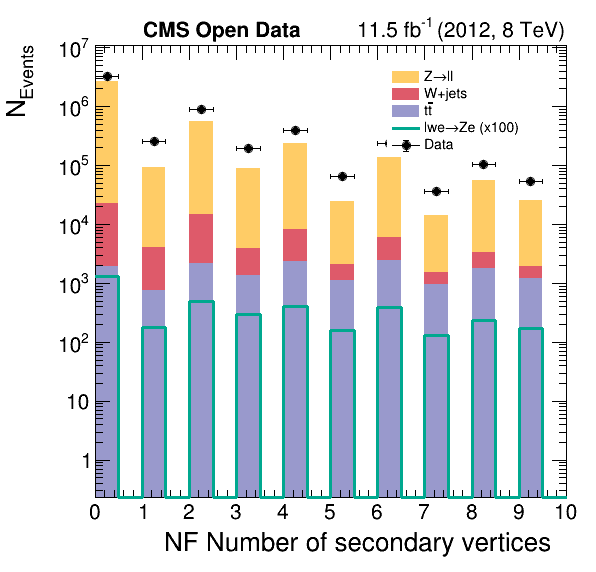 CMS Open Data 11.5 fb⁻¹ (2012, 8 TeV)
N_Events
10⁷
10⁶
10⁵
10⁴
10³
10²
10
1
Z→ll
W+jets
tt̄
lwe→Ze (x100)
Data
0 1 2 3 4 5 6 7 8 9 10
NF Number of secondary vertices